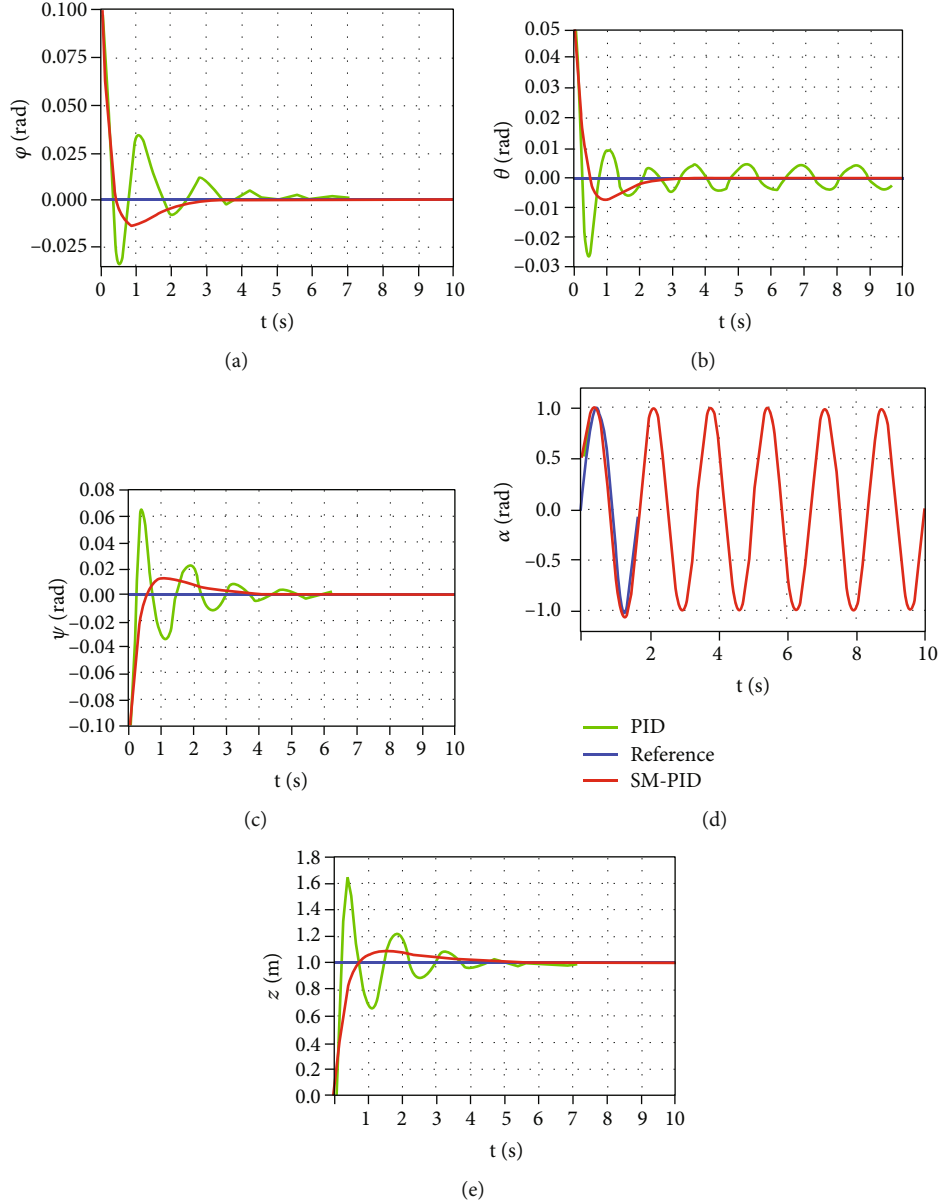 0.100
0.075
0.050
0.025
0.000
−0.025
φ (rad)
0 1 2 3 4 5 6 7 8 9 10
t (s)
(a)
0.05
0.04
0.03
0.02
0.01
0.00
−0.01
−0.02
−0.03
θ (rad)
0 1 2 3 4 5 6 7 8 9 10
t (s)
(b)
0.08
0.06
0.04
0.02
0.00
−0.02
−0.04
−0.06
−0.08
−0.10
ψ (rad)
0 1 2 3 4 5 6 7 8 9 10
t (s)
(c)
1.0
0.5
0.0
−0.5
−1.0
α (rad)
2 4 6 8 10
t (s)
PID
Reference
SM-PID
(d)
1.8
1.6
1.4
1.2
1.0
0.8
0.6
0.4
0.2
0.0
z (m)
1 2 3 4 5 6 7 8 9 10
t (s)
(e)